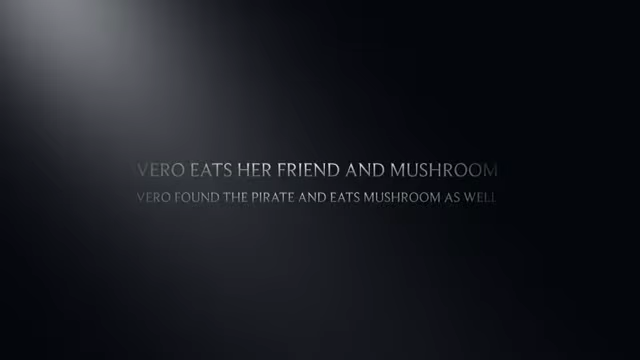 VERO EATS HER FRIEND AND MUSHROOM
VERO FOUND THE PIRATE AND EATS MUSHROOM AS WELL